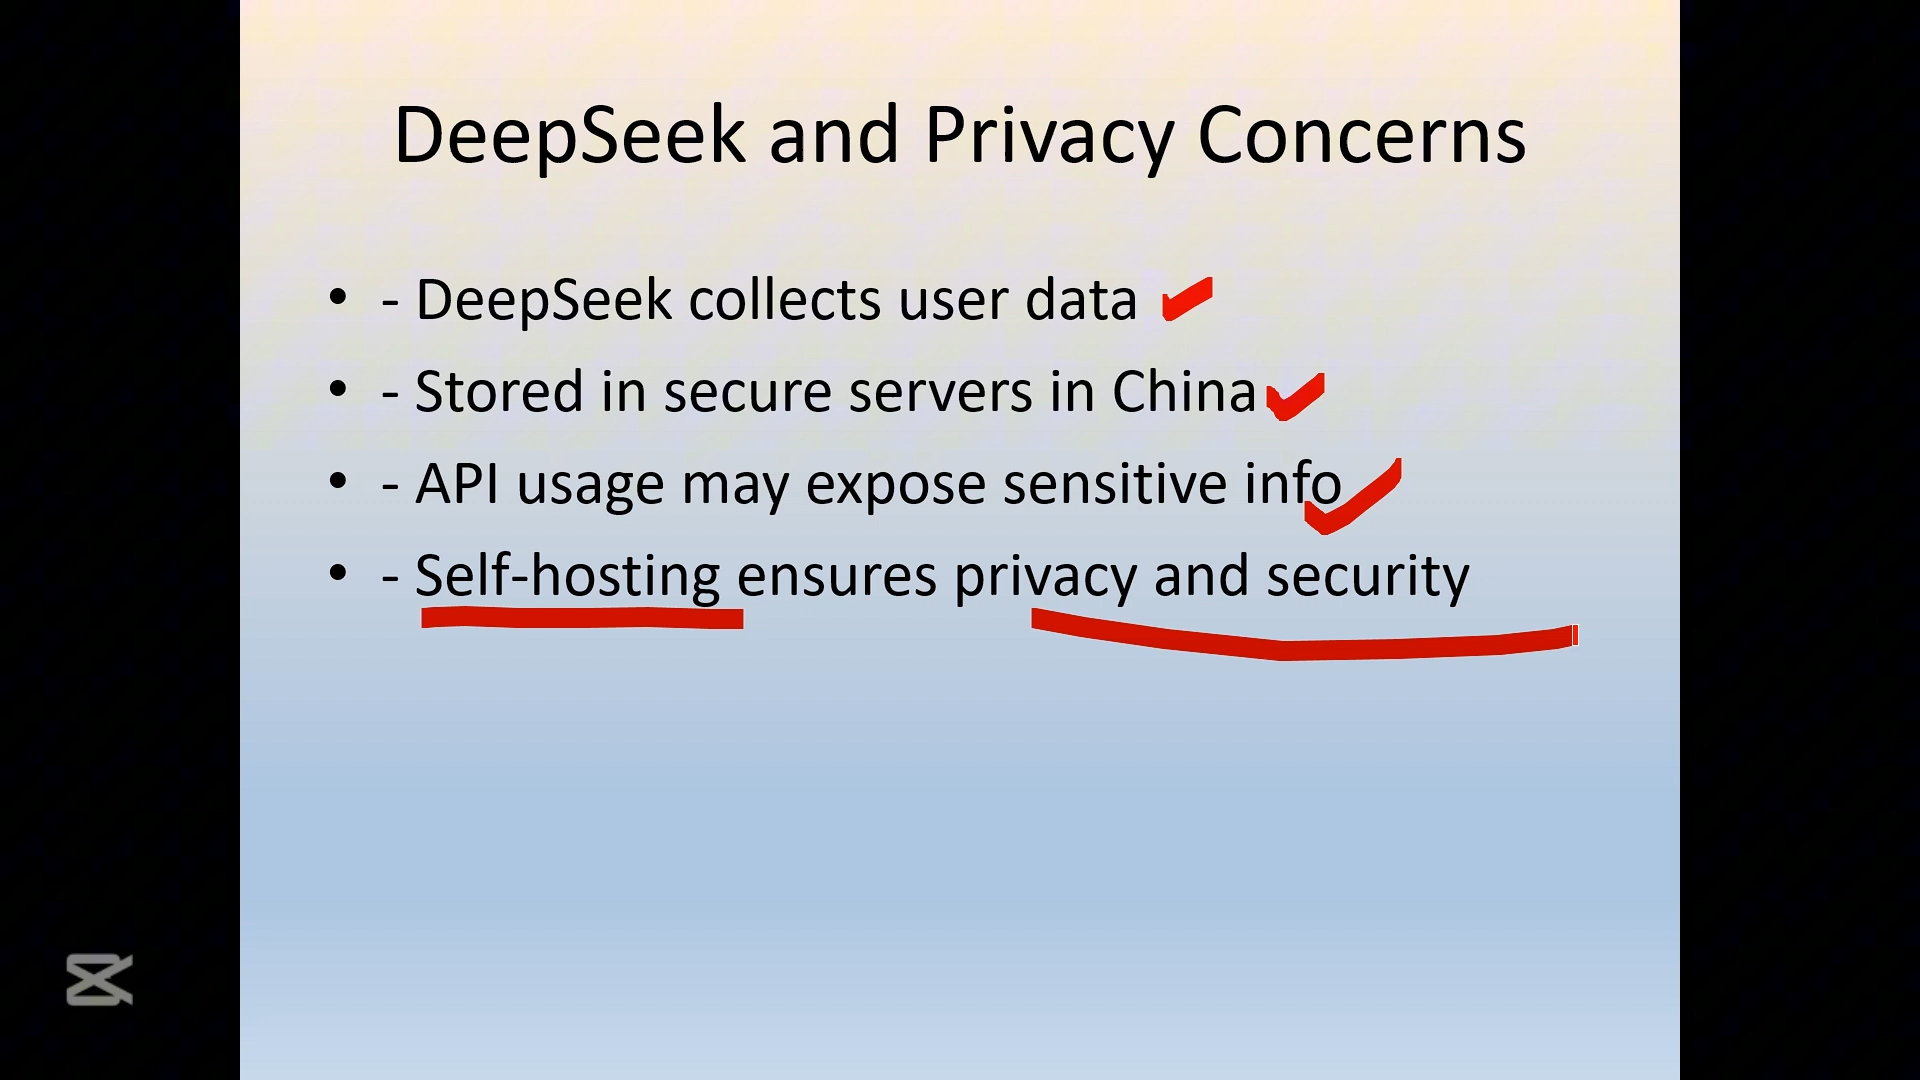 DeepSeek and Privacy Concerns
• - DeepSeek collects user data
• - Stored in secure servers in China
• - API usage may expose sensitive info
• - Self-hosting ensures privacy and security